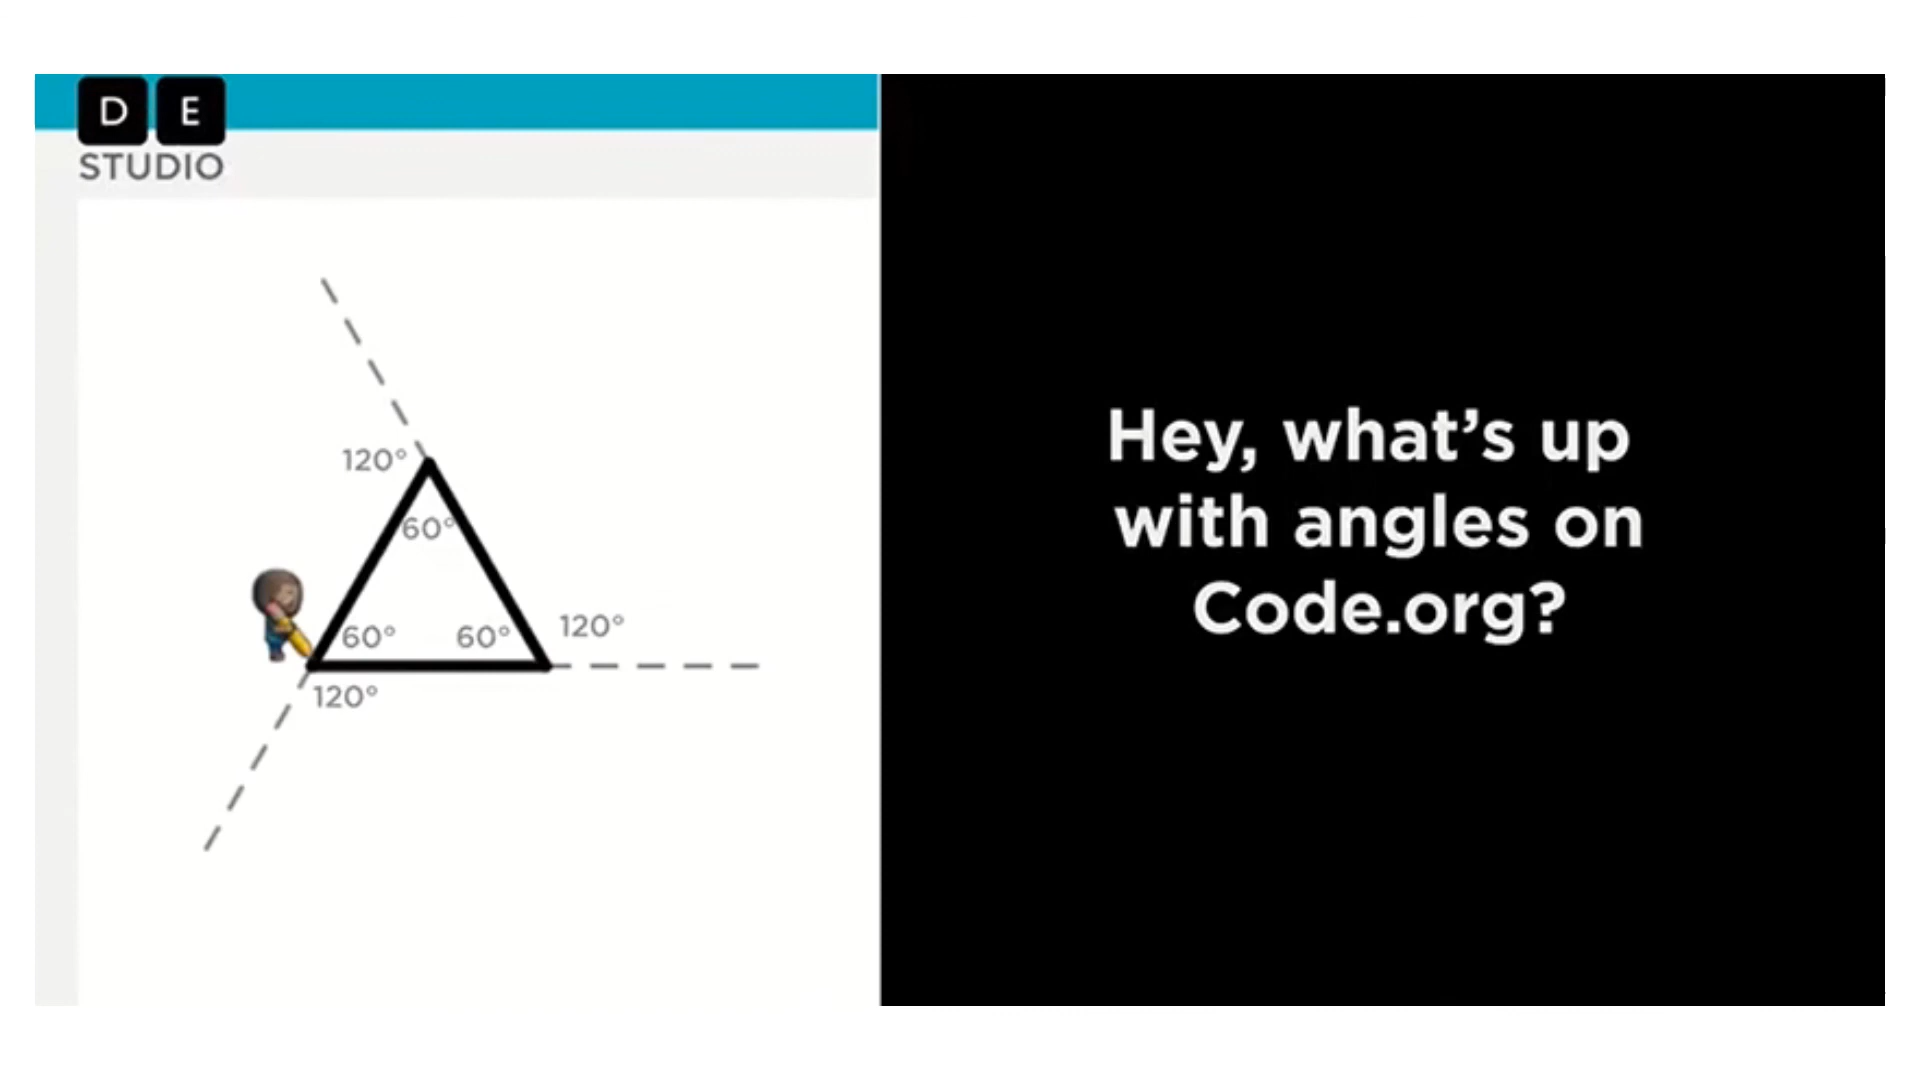 D E
STUDIO
120°
60°
60° 60° 120°
120°
Hey, what's up
with angles on
Code.org?